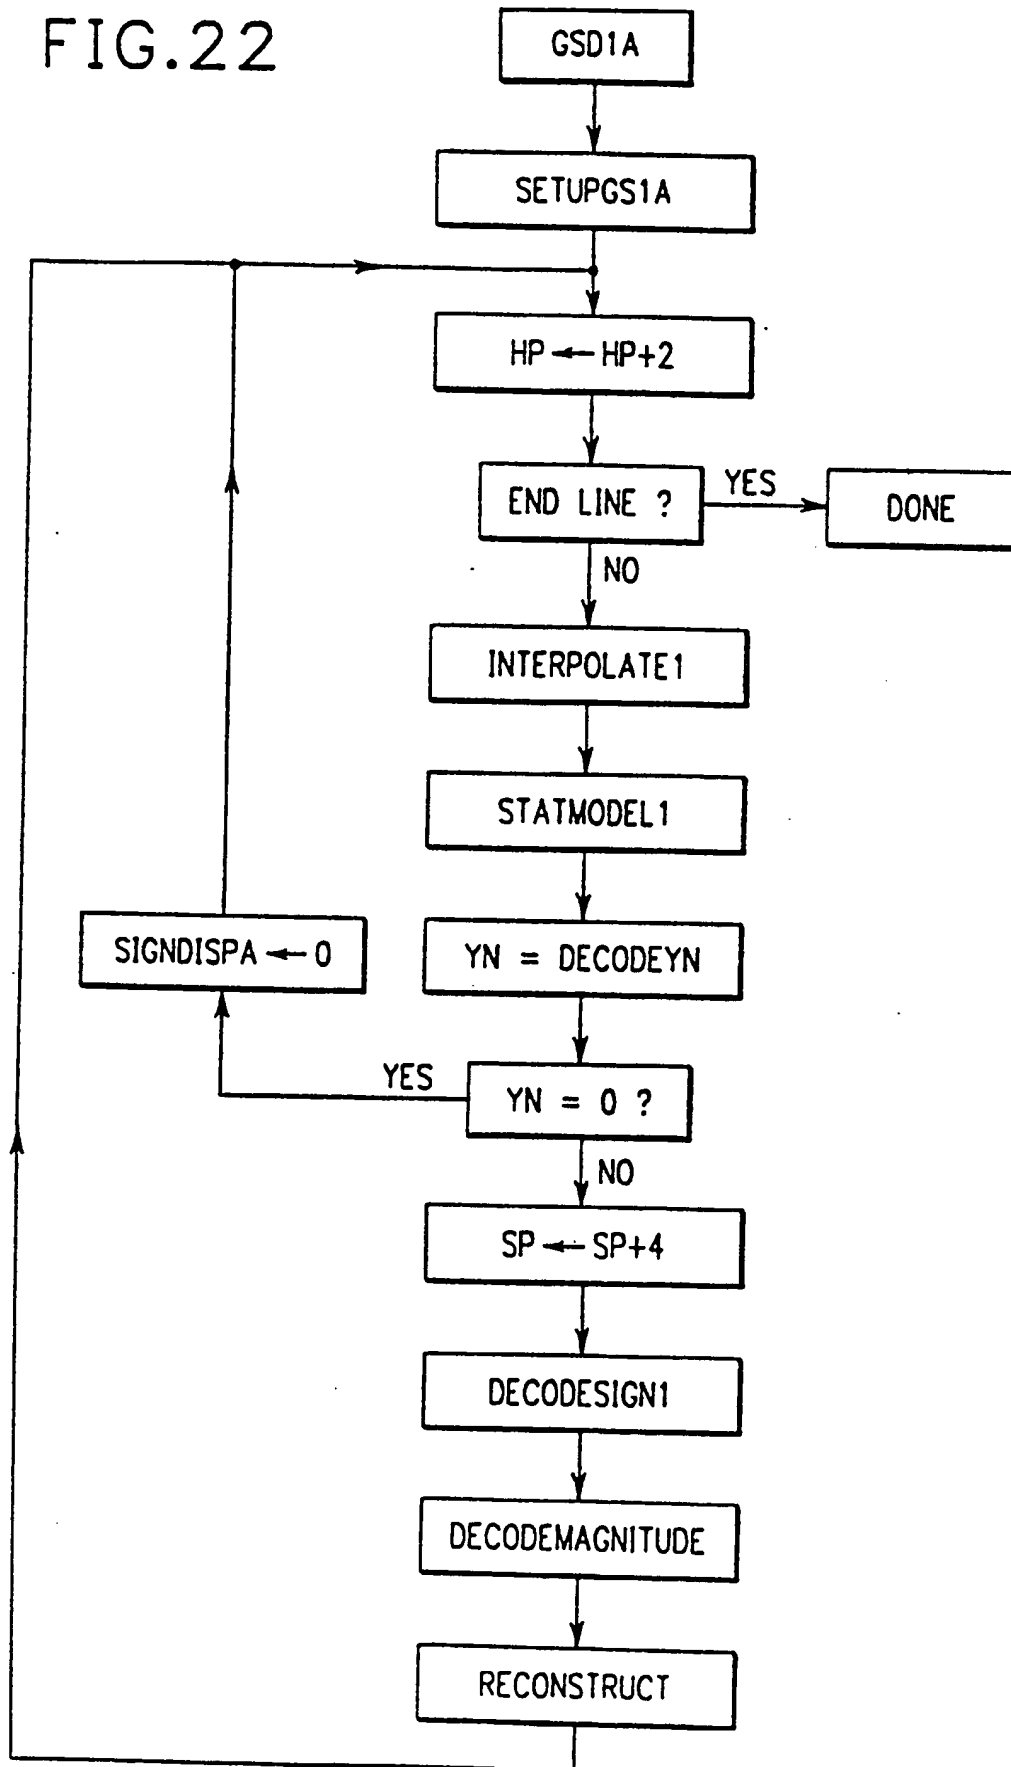 FIG.22
GSD1A
SETUPGS1A
HP ← HP+2
END LINE ?
YES
DONE
NO
INTERPOLATE1
STATMODEL1
SIGNDISPA ← 0
YN = DECODEYN
YES
YN = 0 ?
NO
SP ← SP+4
DECODESIGN1
DECODEMAGNITUDE
RECONSTRUCT